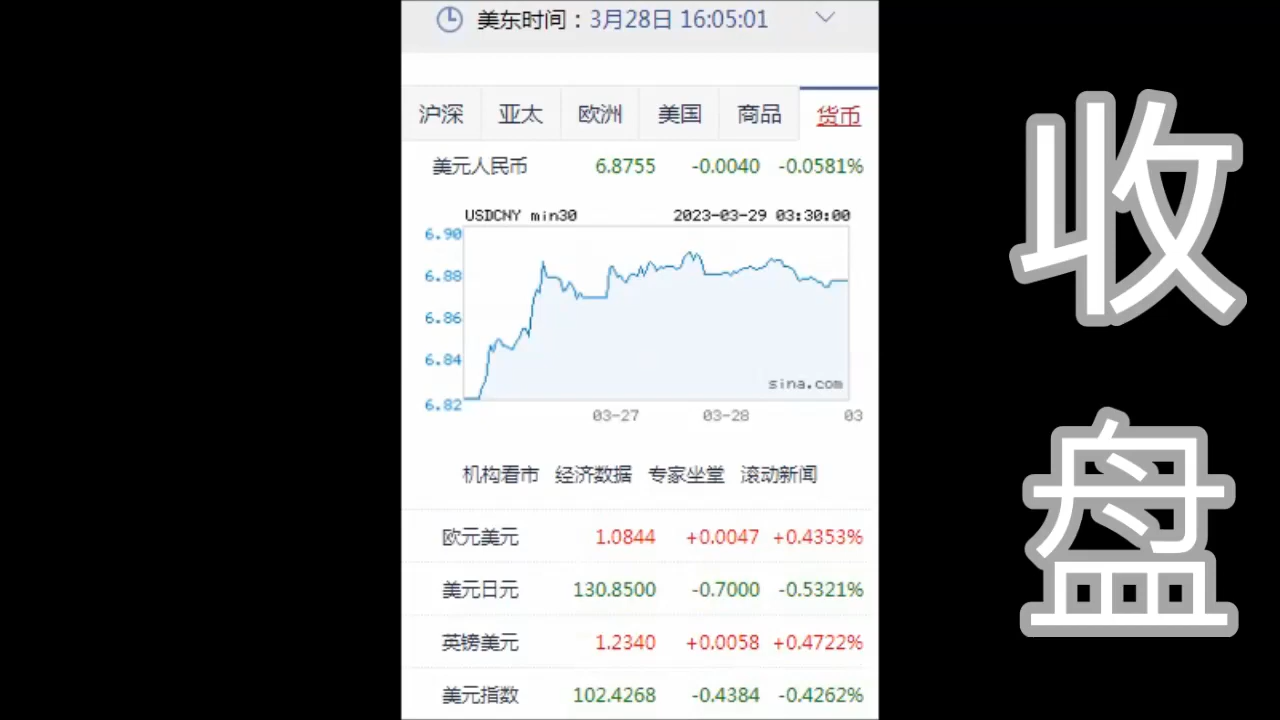 美东时间：3月28日 16:05:01
沪深 亚太 欧洲 美国 商品 货币
美元人民币 6.8755 -0.0040 -0.0581%
USDCNY min30 2023-03-29 03:30:00
6.90
6.88
6.86
6.84
6.82
sina.com
03-27 03-28 03
机构看市 经济数据 专家坐堂 滚动新闻
欧元美元 1.0844 +0.0047 +0.4353%
美元日元 130.8500 -0.7000 -0.5321%
英镑美元 1.2340 +0.0058 +0.4722%
美元指数 102.4268 -0.4384 -0.4262%
收
盘